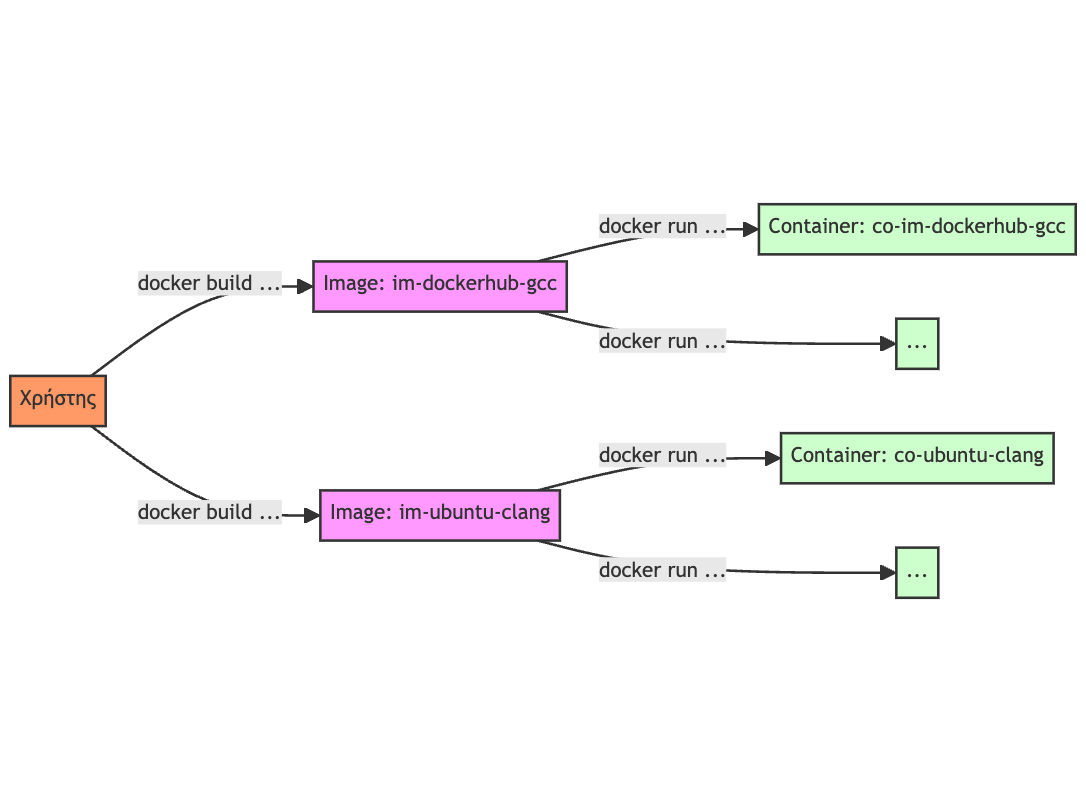 docker run ...
Container: co-im-dockerhub-gcc
docker build ...
Image: im-dockerhub-gcc
docker run ...
...
Χρήστης
docker run ...
Container: co-ubuntu-clang
docker build ...
Image: im-ubuntu-clang
docker run ...
...